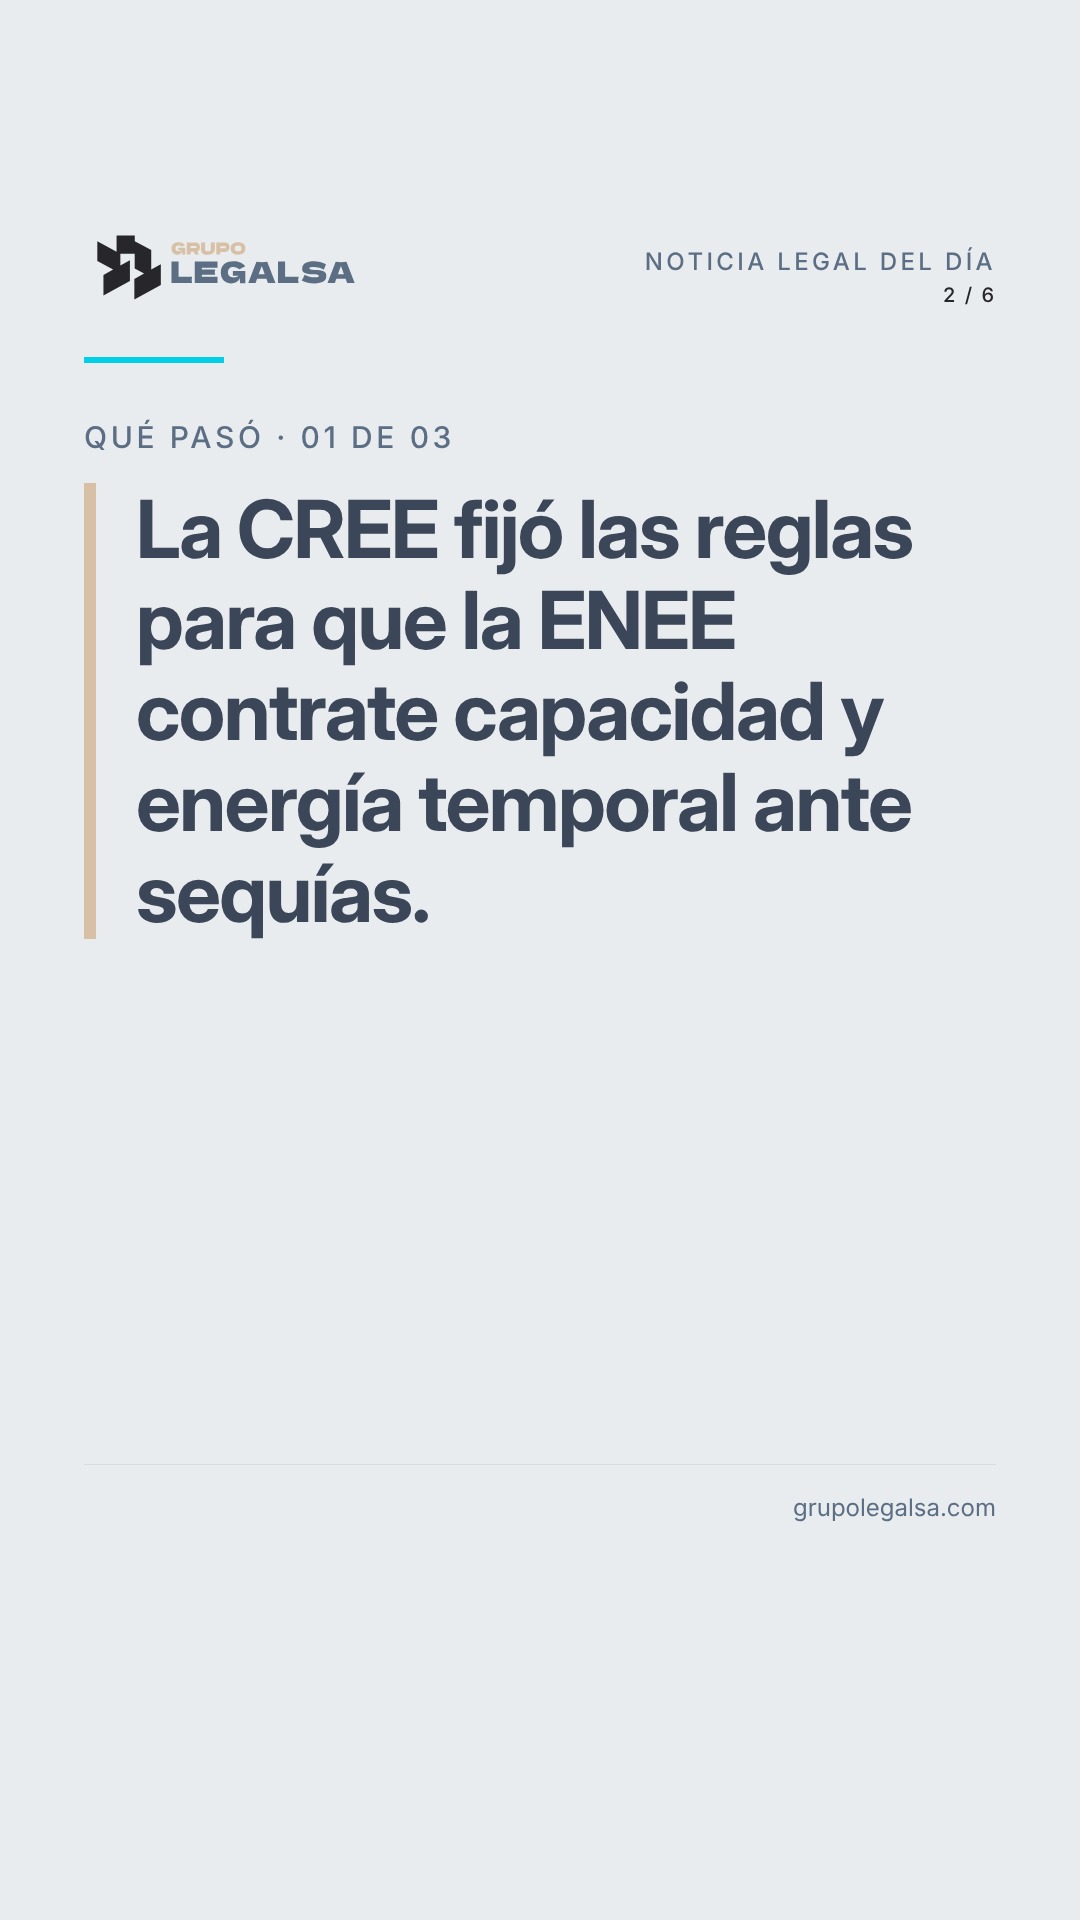 GRUPO
LEGALSA
NOTICIA LEGAL DEL DÍA
2 / 6
QUÉ PASÓ · 01 DE 03
La CREE fijó las reglas
para que la ENEE
contrate capacidad y
energía temporal ante
sequías.
grupolegalsa.com